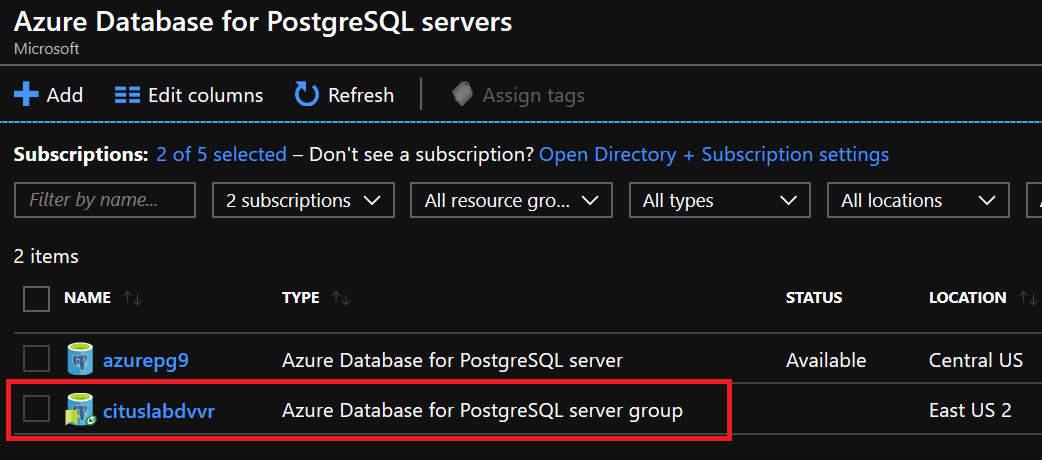 Azure Database for PostgreSQL servers
Microsoft
Add Edit columns Refresh Assign tags
Subscriptions: 2 of 5 selected – Don't see a subscription? Open Directory + Subscription settings
Filter by name... 2 subscriptions All resource gro... All types All locations
2 items
NAME TYPE STATUS LOCATION
azurepg9 Azure Database for PostgreSQL server Available Central US
cituslabdvvr Azure Database for PostgreSQL server group East US 2